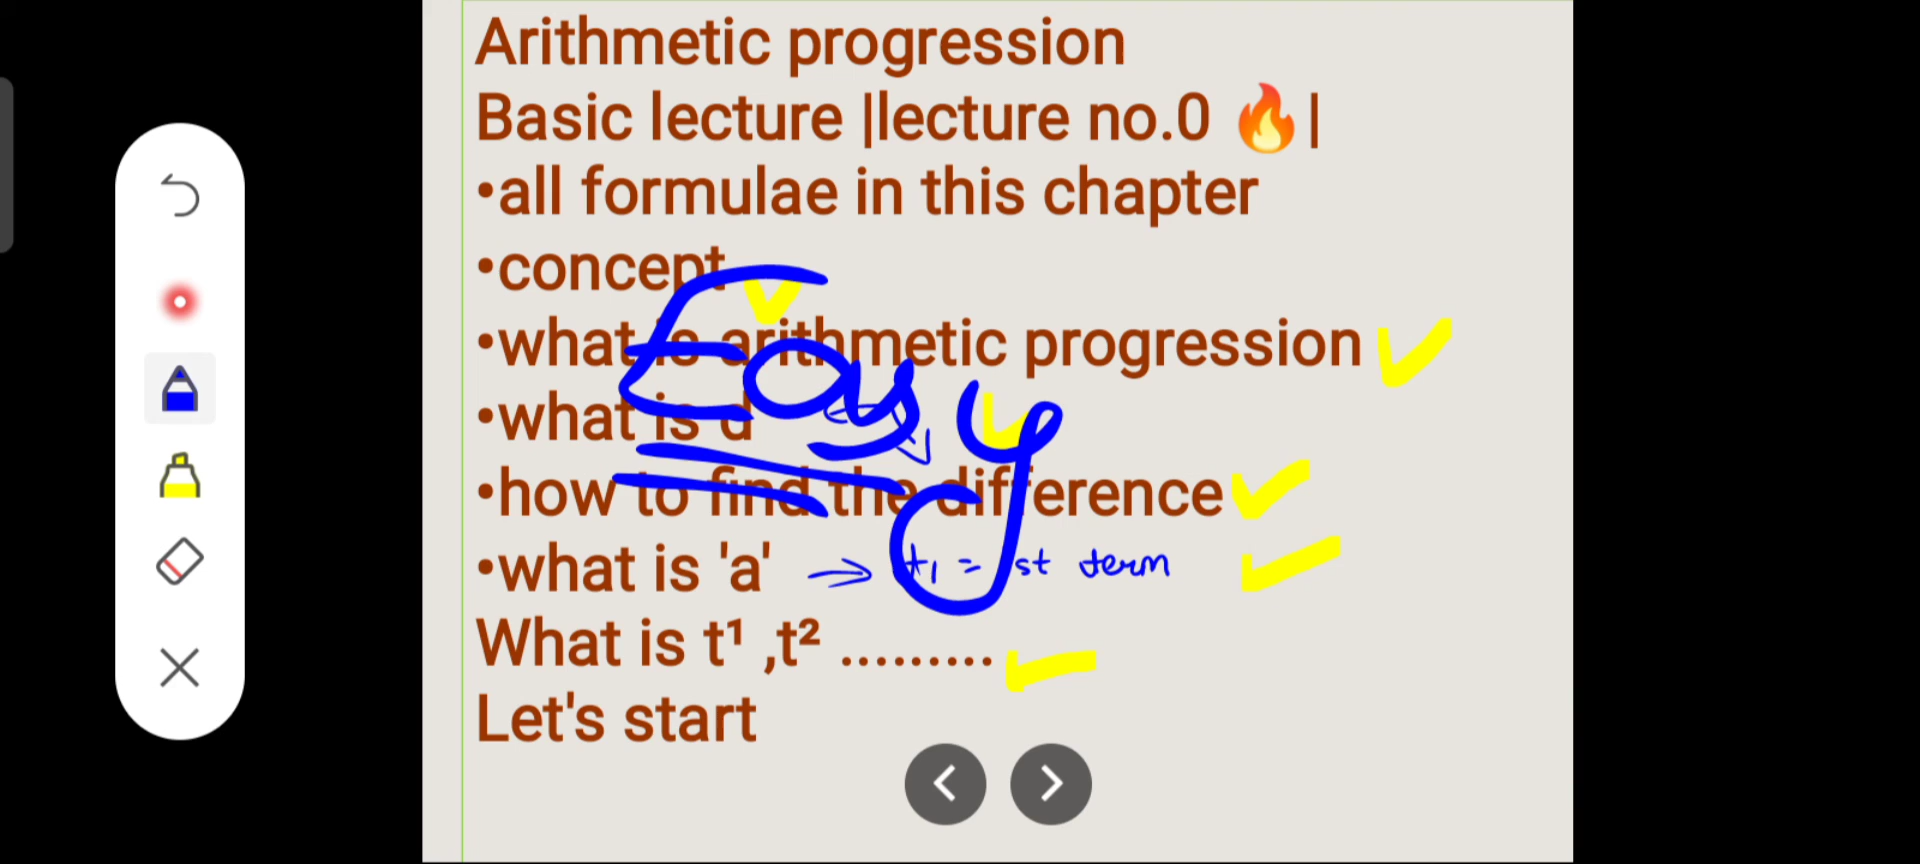 Arithmetic progression
Basic lecture |lecture no.0 🔥|
•all formulae in this chapter
•concept
•what is arithmetic progression
•what is d
Easy
•how to find the difference
•what is 'a' → t₁ = 1st term
What is t¹ ,t² .........
Let's start